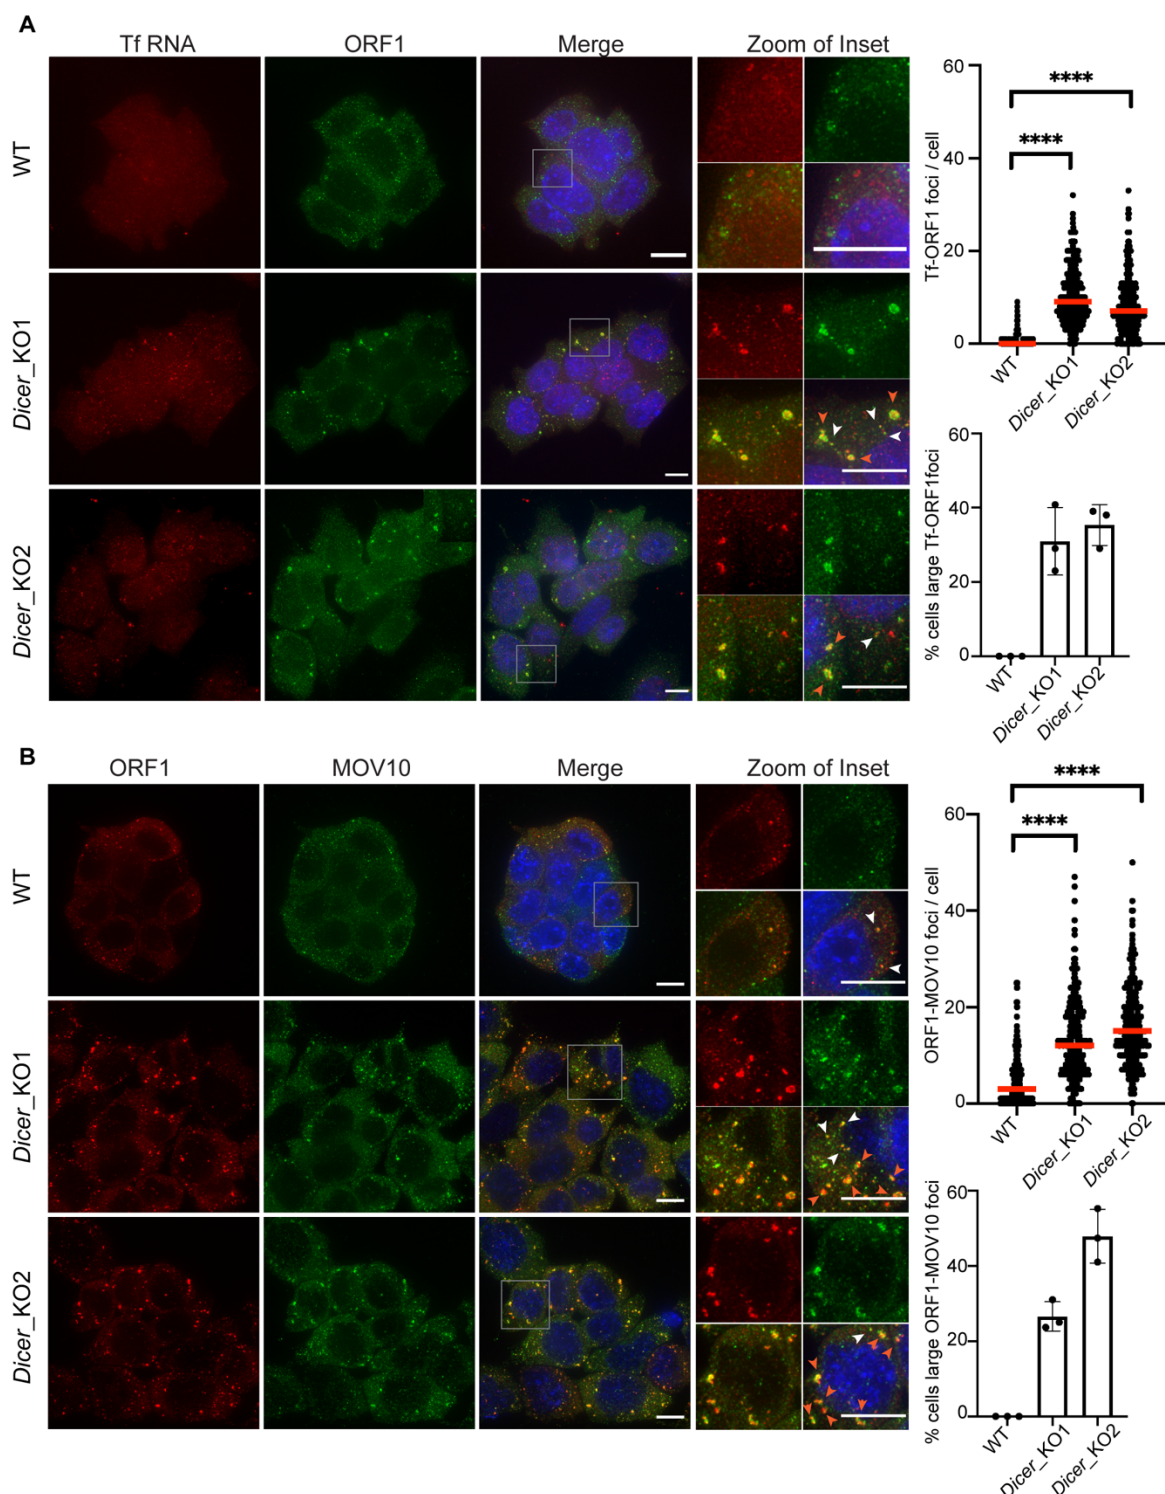 A
Tf RNA ORF1 Merge Zoom of Inset
WT
Dicer_KO1
Dicer_KO2
Tf-ORF1 foci / cell
60
40
20
0
****
****
WT Dicer_KO1 Dicer_KO2
% cells large Tf-ORF1foci
60
40
20
0
WT Dicer_KO1 Dicer_KO2
B
ORF1 MOV10 Merge Zoom of Inset
WT
Dicer_KO1
Dicer_KO2
ORF1-MOV10 foci / cell
60
40
20
0
****
****
WT Dicer_KO1 Dicer_KO2
% cells large ORF1-MOV10 foci
60
40
20
0
WT Dicer_KO1 Dicer_KO2